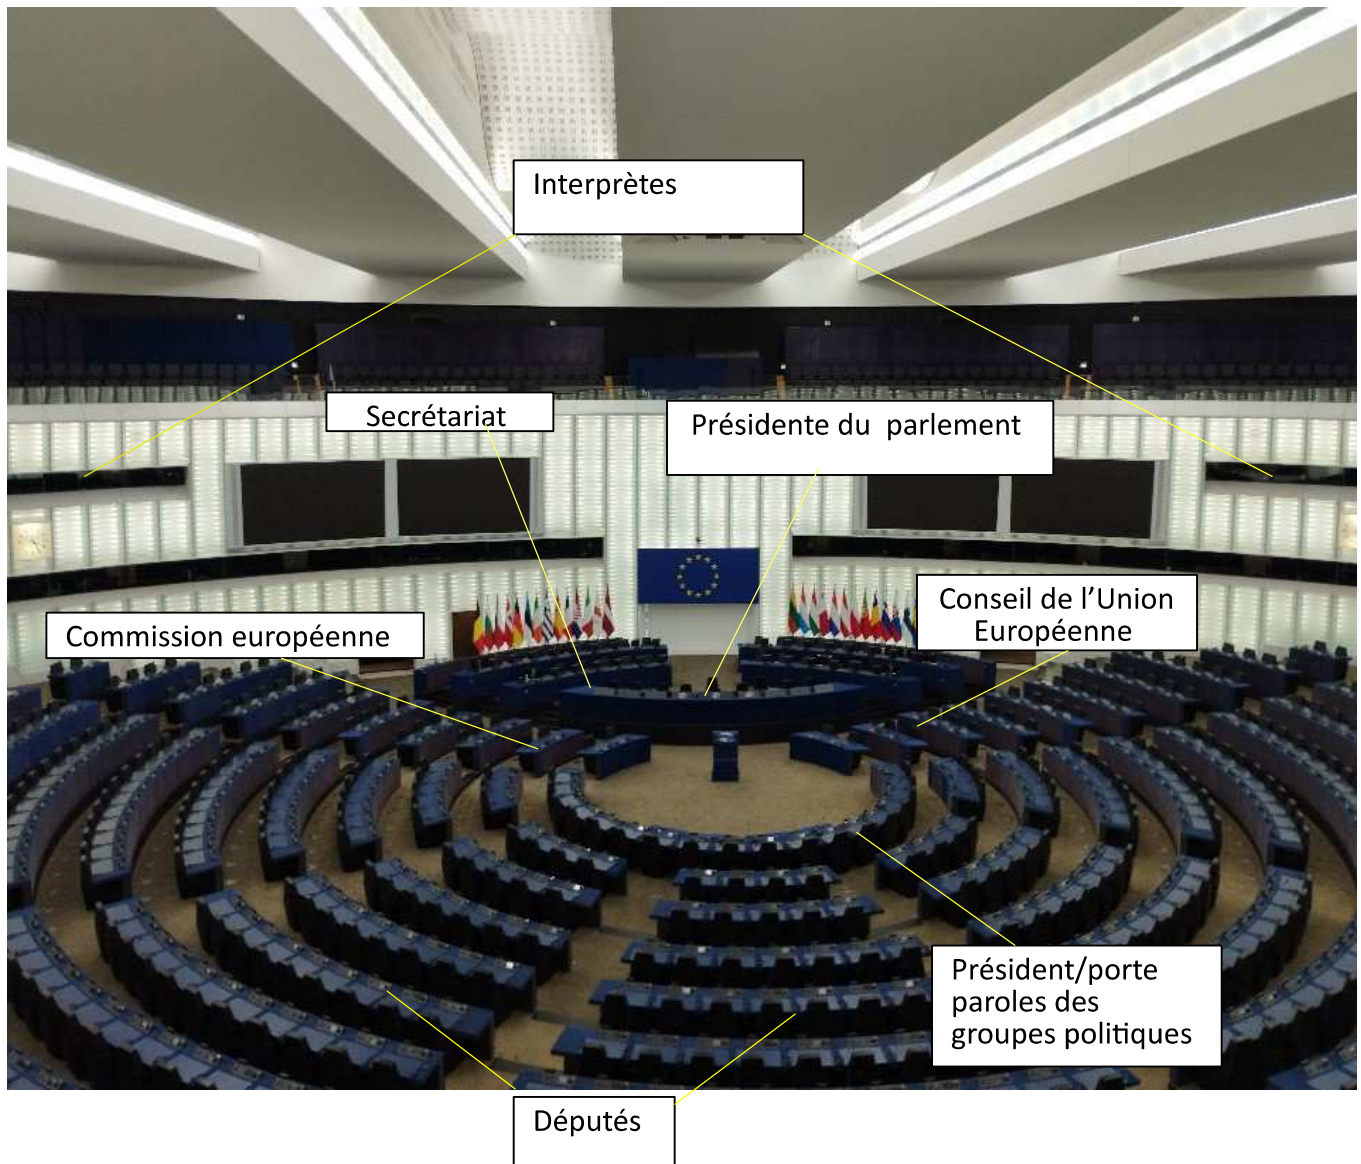 Interprètes
Secrétariat
Présidente du  parlement
Conseil de l’Union
Européenne
Commission européenne
Président/porte
paroles des
groupes politiques
Députés